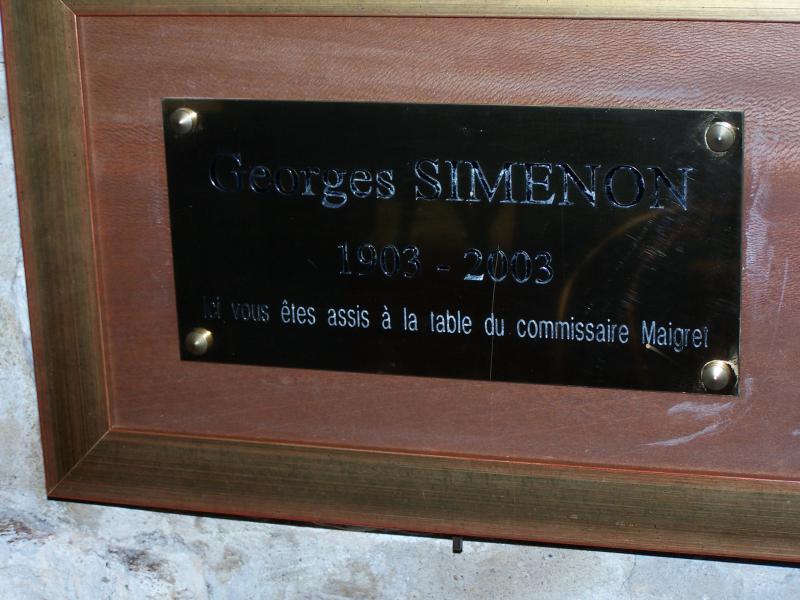 Georges SIMENON
1903 - 2003
Ici vous êtes assis à la table du commissaire Maigret